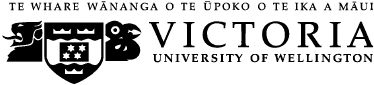 TE WHARE WĀNANGA O TE ŪPOKO O TE IKA A MĀUI
VICTORIA
UNIVERSITY OF WELLINGTON